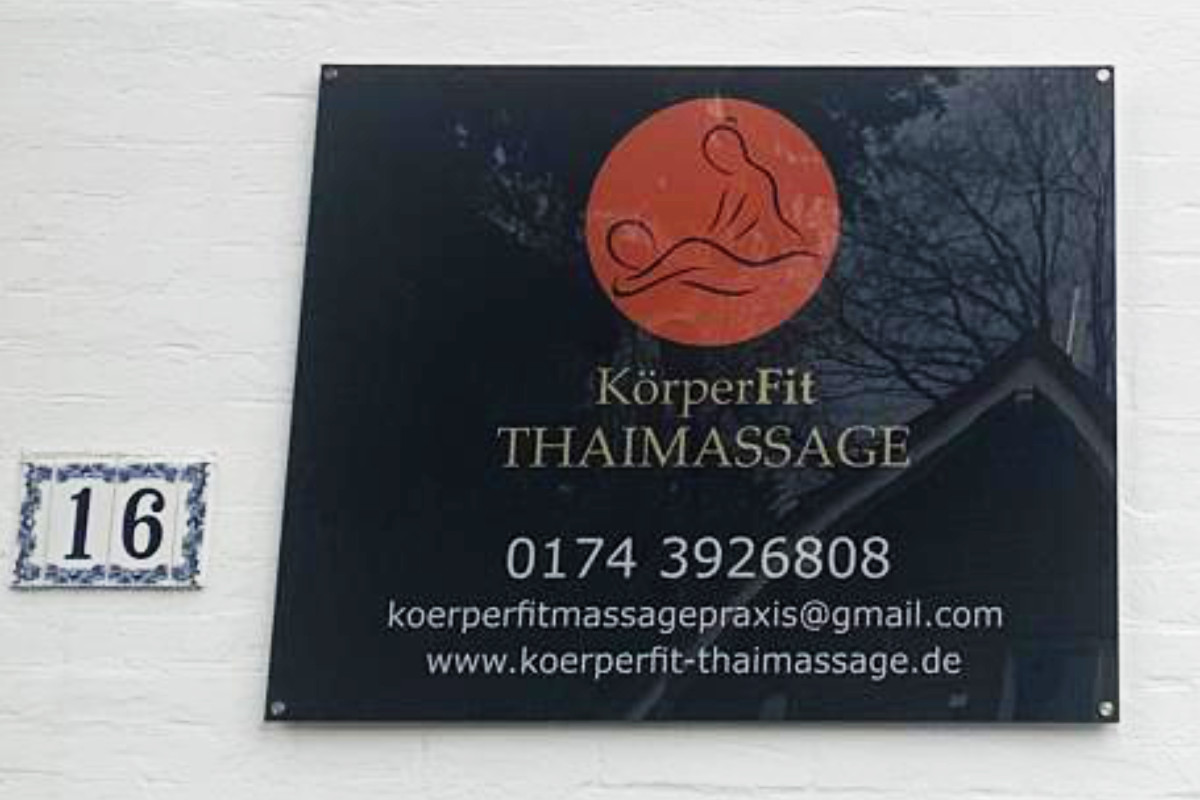 KörperFit
THAIMASSAGE
0174 3926808
koerperfitmassagepraxis@gmail.com
www.koerperfit-thaimassage.de
16